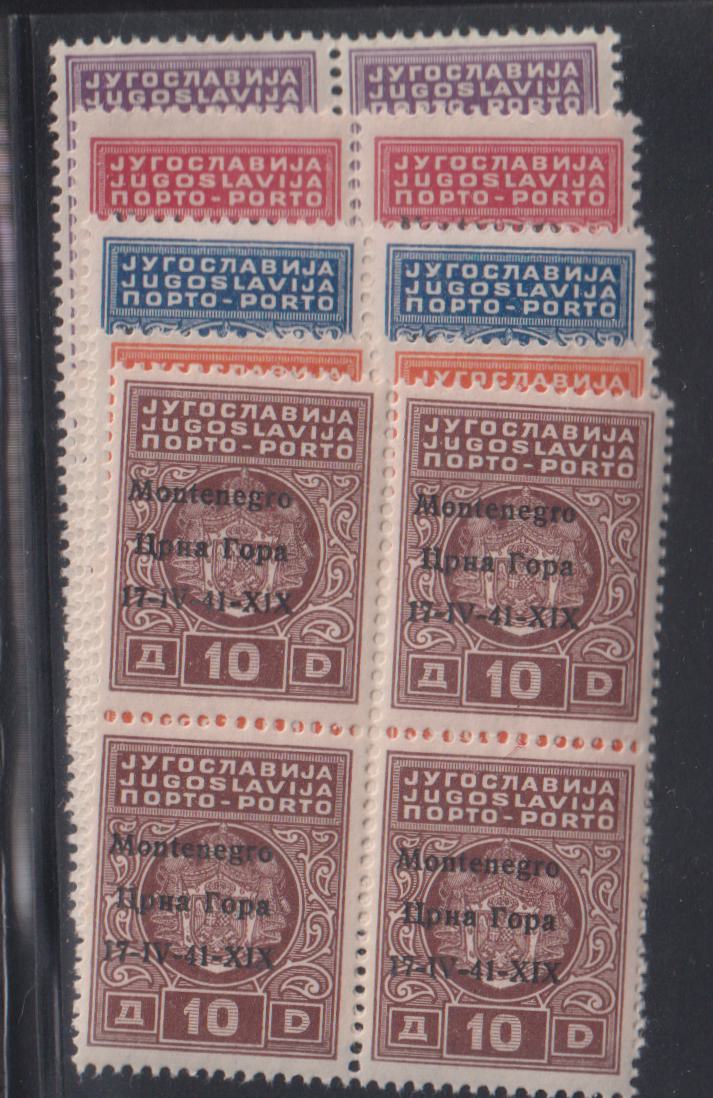 ЈУГОСЛАВИЈА ЈУГОСЛАВИЈА
JUGOSLAVIJA JUGOSLAVIJA
ЈУГОСЛАВИЈА ЈУГОСЛАВИЈА
JUGOSLAVIJA JUGOSLAVIJA
ПОРТО-PORTO ПОРТО-PORTO
ЈУГОСЛАВИЈА ЈУГОСЛАВИЈА
JUGOSLAVIJA JUGOSLAVIJA
ПОРТО-PORTO ПОРТО-PORTO
ЈУГОСЛАВИЈА ЈУГОСЛАВИЈА
ЈУГОСЛАВИЈА
JUGOSLAVIJA
ПОРТО-PORTO
Montenegro
Црна Гора
17-IV-41-XIX
Д 10 D
ЈУГОСЛАВИЈА
JUGOSLAVIJA
ПОРТО-PORTO
Montenegro
Црна Гора
17-IV-41-XIX
Д 10 D
ЈУГОСЛАВИЈА
JUGOSLAVIJA
ПОРТО-PORTO
Montenegro
Црна Гора
17-IV-41-XIX
Д 10 D
ЈУГОСЛАВИЈА
JUGOSLAVIJA
ПОРТО-PORTO
Montenegro
Црна Гора
17-IV-41-XIX
Д 10 D